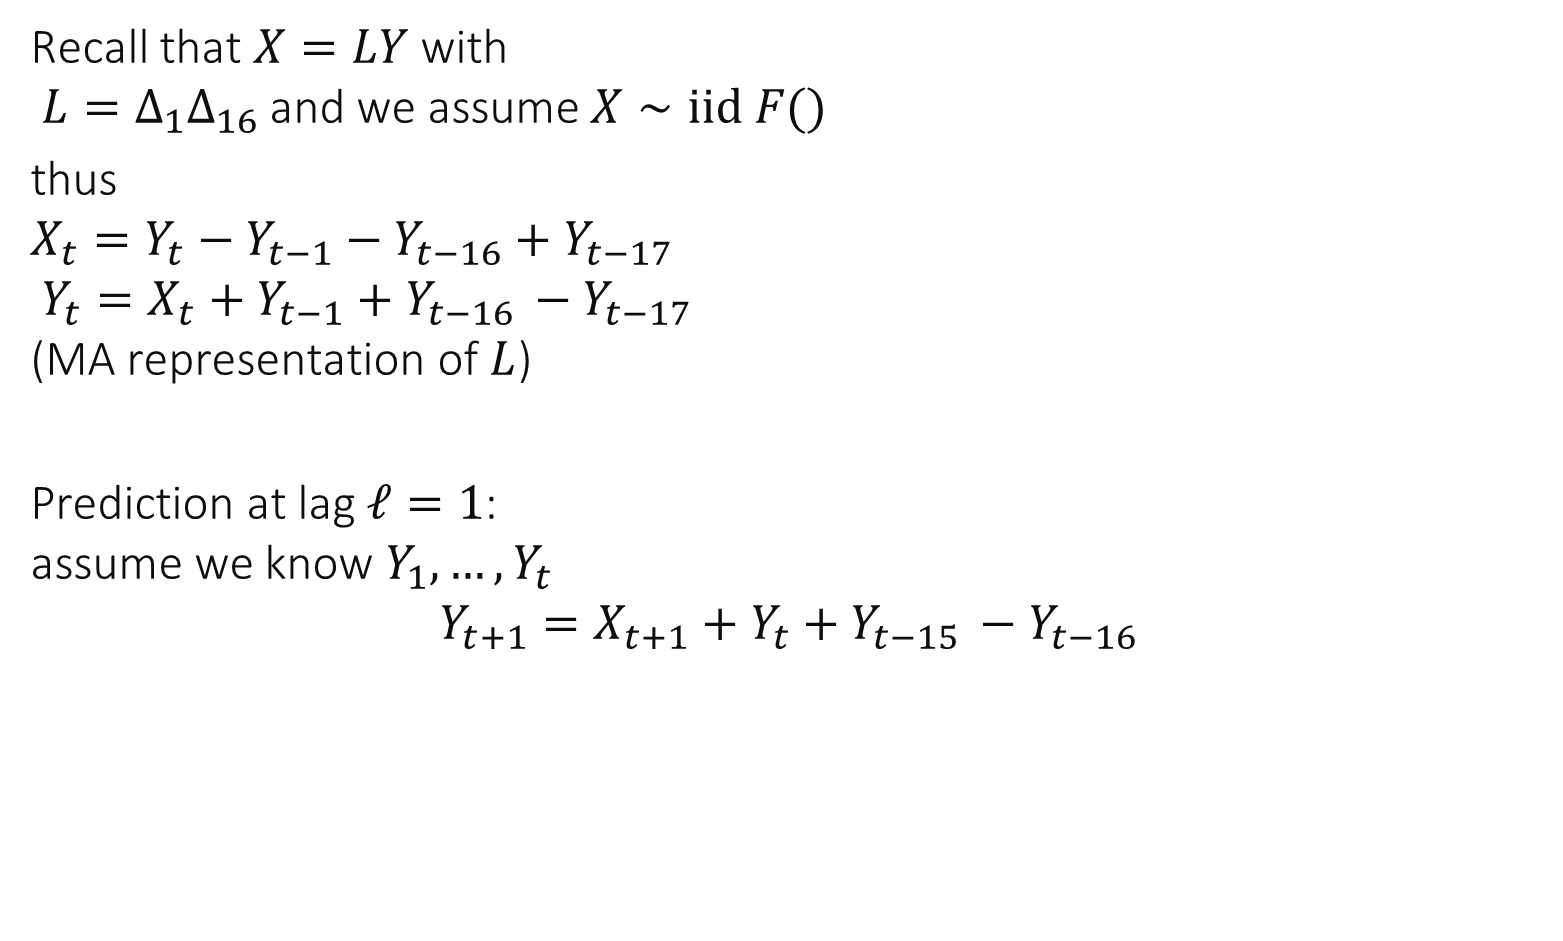 Recall that X = LY with
L = Δ₁Δ₁₆ and we assume X ~ iid F()
thus
Xₜ = Yₜ − Yₜ₋₁ − Yₜ₋₁₆ + Yₜ₋₁₇
Yₜ = Xₜ + Yₜ₋₁ + Yₜ₋₁₆ − Yₜ₋₁₇
(MA representation of L)
Prediction at lag ℓ = 1:
assume we know Y₁, … , Yₜ
Yₜ₊₁ = Xₜ₊₁ + Yₜ + Yₜ₋₁₅ − Yₜ₋₁₆